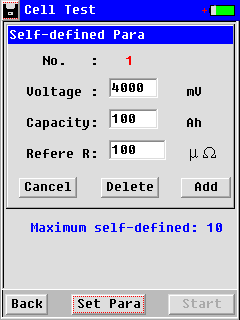 Cell Test
Self-defined Para
No. : 1
Voltage : 4000 mV
Capacity: 100 Ah
Refere R: 100 μΩ
Cancel Delete Add
Maximum self-defined: 10
Back Set Para Start